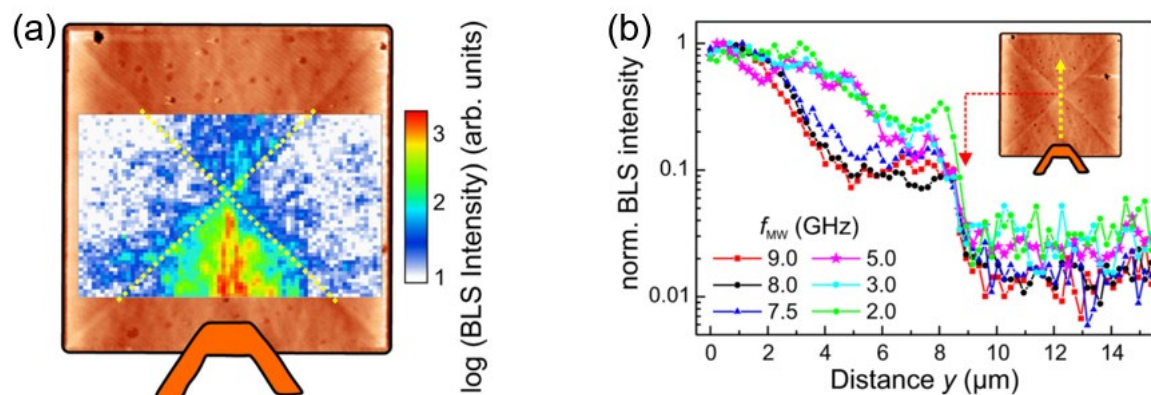 (a)
3
2
1
log (BLS Intensity) (arb. units)
(b)
norm. BLS intensity
1
0.1
0.01
f_MW (GHz)
9.0 5.0
8.0 3.0
7.5 2.0
0 2 4 6 8 10 12 14
Distance y (µm)